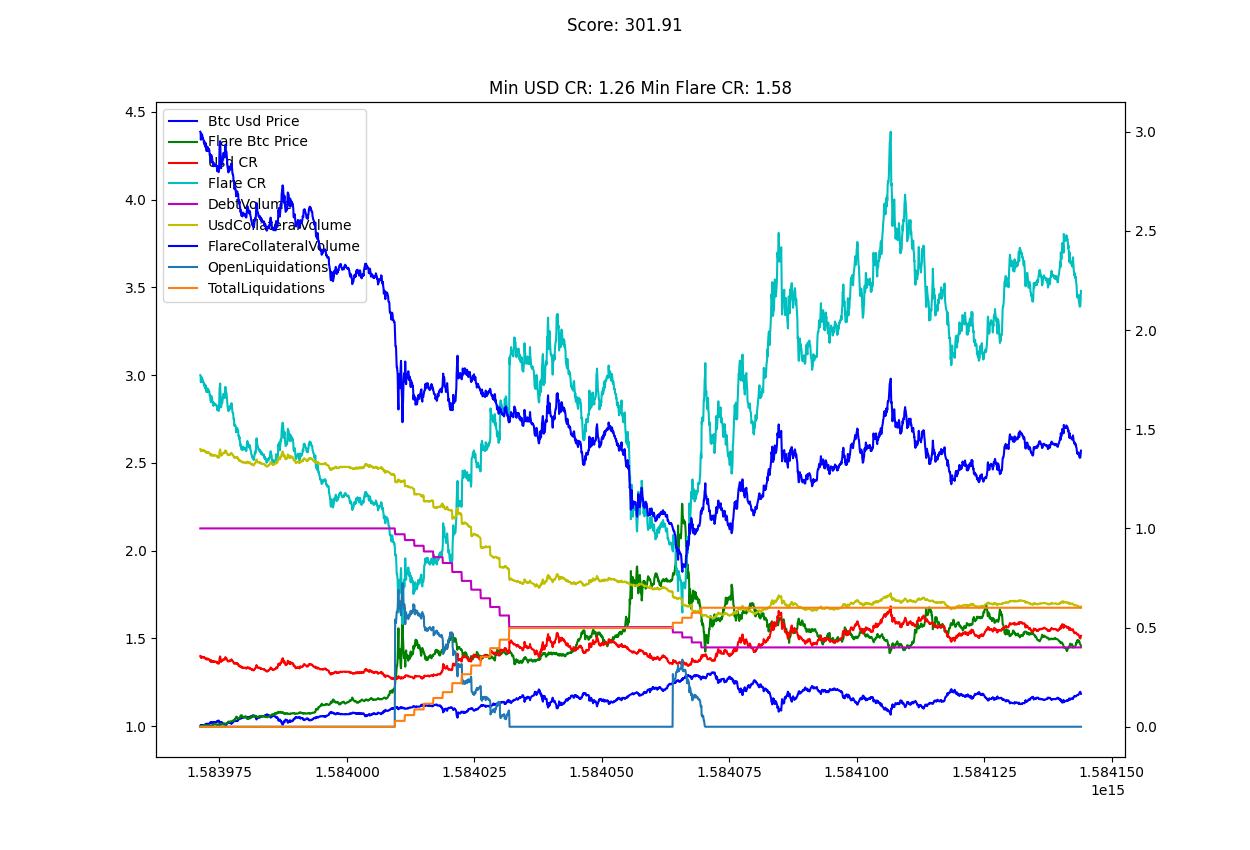 Score: 301.91
Min USD CR: 1.26 Min Flare CR: 1.58
Btc Usd Price
Flare Btc Price
Usd CR
Flare CR
DebtVolume
UsdCollateralVolume
FlareCollateralVolume
OpenLiquidations
TotalLiquidations
4.5
4.0
3.5
3.0
2.5
2.0
1.5
1.0
3.0
2.5
2.0
1.5
1.0
0.5
0.0
1.583975
1.584000
1.584025
1.584050
1.584075
1.584100
1.584125
1.584150
1e15